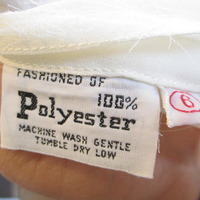 FASHIONED OF
100%
Polyester
MACHINE WASH GENTLE
TUMBLE DRY LOW
6